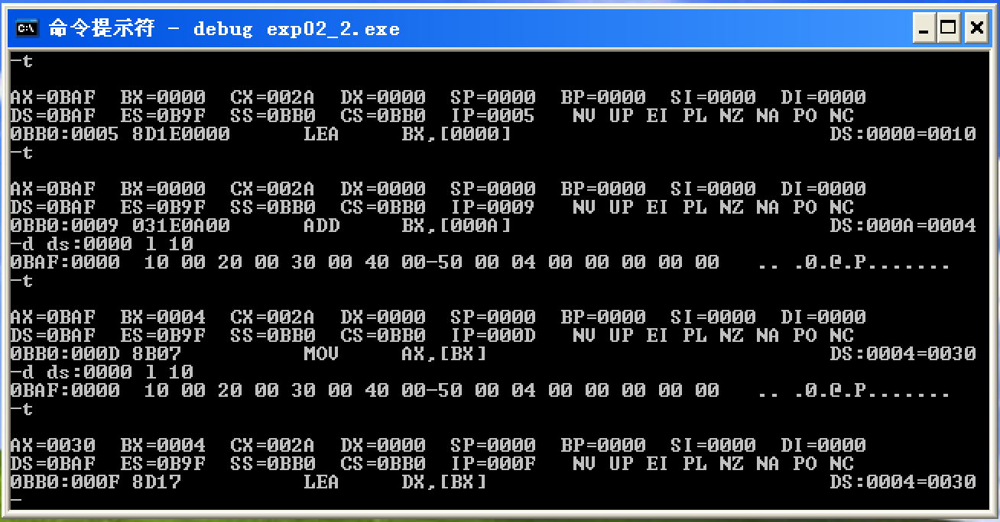 命令提示符 - debug exp02_2.exe
-t
AX=0BAF  BX=0000  CX=002A  DX=0000  SP=0000  BP=0000  SI=0000  DI=0000
DS=0BAF  ES=0B9F  SS=0BB0  CS=0BB0  IP=0005   NV UP EI PL NZ NA PO NC
0BB0:0005 8D1E0000      LEA     BX,[0000]                          DS:0000=0010
-t
AX=0BAF  BX=0000  CX=002A  DX=0000  SP=0000  BP=0000  SI=0000  DI=0000
DS=0BAF  ES=0B9F  SS=0BB0  CS=0BB0  IP=0009   NV UP EI PL NZ NA PO NC
0BB0:0009 031E0A00      ADD     BX,[000A]                          DS:000A=0004
-d ds:0000 l 10
0BAF:0000  10 00 20 00 30 00 40 00-50 00 04 00 00 00 00 00   .. .0.@.P.......
-t
AX=0BAF  BX=0004  CX=002A  DX=0000  SP=0000  BP=0000  SI=0000  DI=0000
DS=0BAF  ES=0B9F  SS=0BB0  CS=0BB0  IP=000D   NV UP EI PL NZ NA PO NC
0BB0:000D 8B07          MOV     AX,[BX]                            DS:0004=0030
-d ds:0000 l 10
0BAF:0000  10 00 20 00 30 00 40 00-50 00 04 00 00 00 00 00   .. .0.@.P.......
-t
AX=0030  BX=0004  CX=002A  DX=0000  SP=0000  BP=0000  SI=0000  DI=0000
DS=0BAF  ES=0B9F  SS=0BB0  CS=0BB0  IP=000F   NV UP EI PL NZ NA PO NC
0BB0:000F 8D17          LEA     DX,[BX]                            DS:0004=0030
-